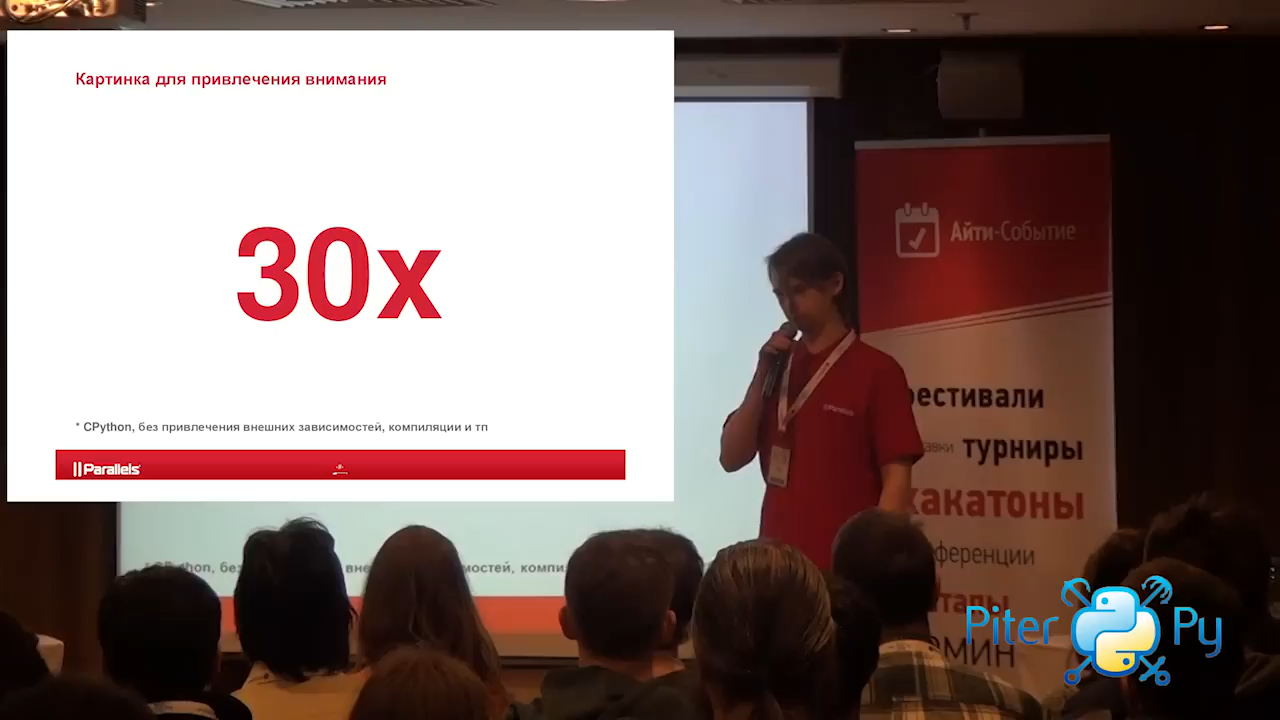 Картинка для привлечения внимания
30x
* CPython, без привлечения внешних зависимостей, компиляции и тп
Parallels
Айти-Событие
фестивали
турниры
хакатоны
Piter Py